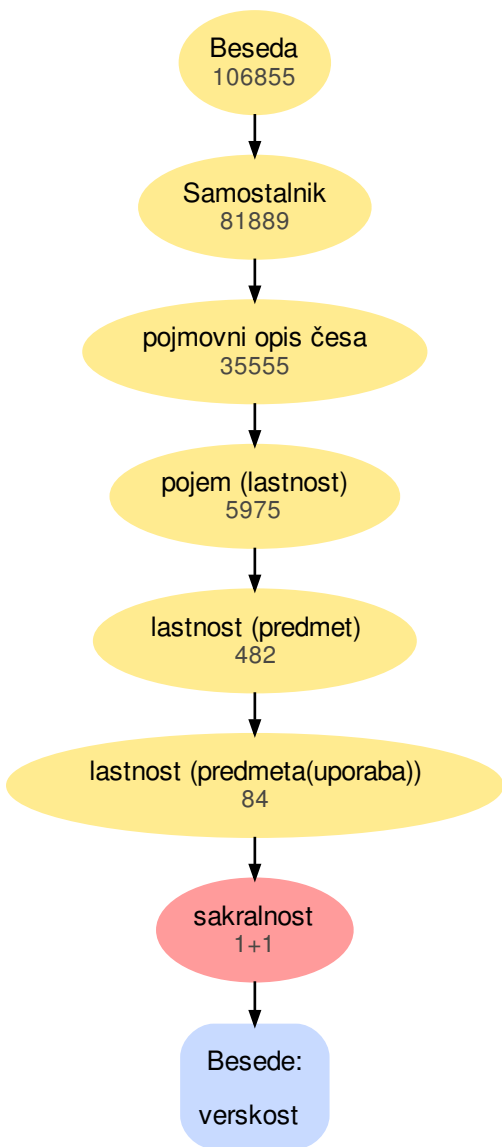 Beseda
106855
Samostalnik
81889
pojmovni opis česa
35555
pojem (lastnost)
5975
lastnost (predmet)
482
lastnost (predmeta(uporaba))
84
sakralnost
1+1
Besede:
verskost